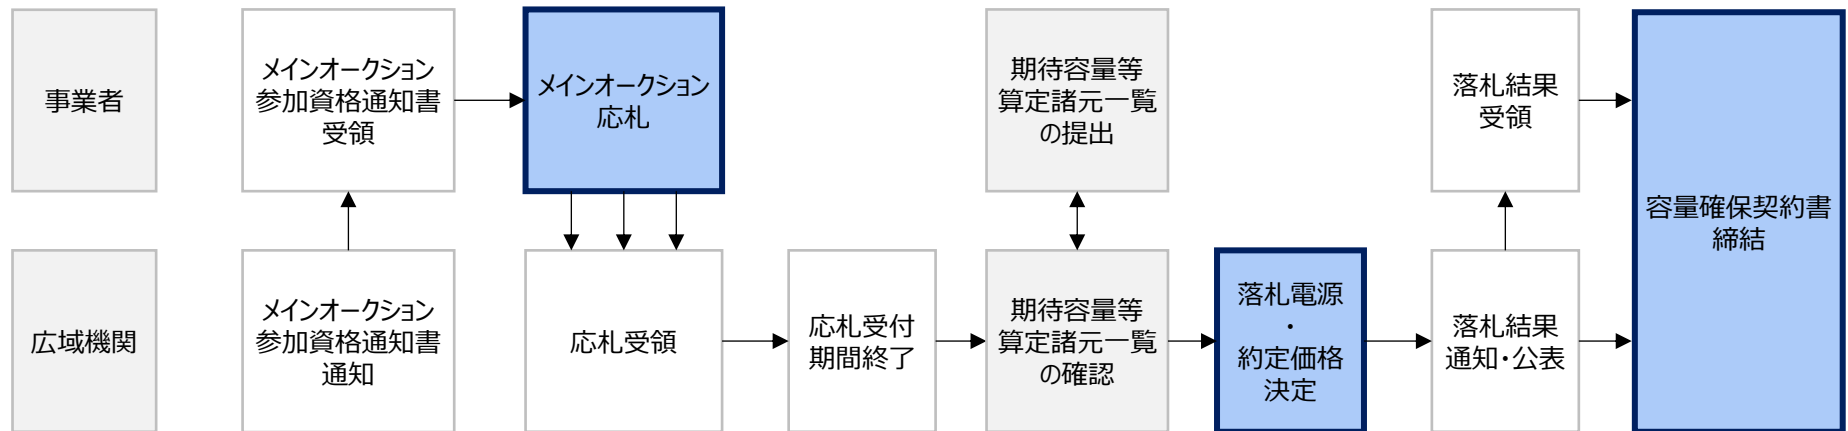 事業者
メインオークション
参加資格通知書
受領
メインオークション
応札
期待容量等
算定諸元一覧
の提出
落札結果
受領
容量確保契約書
締結
広域機関
メインオークション
参加資格通知書
通知
応札受領
応札受付
期間終了
期待容量等
算定諸元一覧
の確認
落札電源
・
約定価格
決定
落札結果
通知・公表